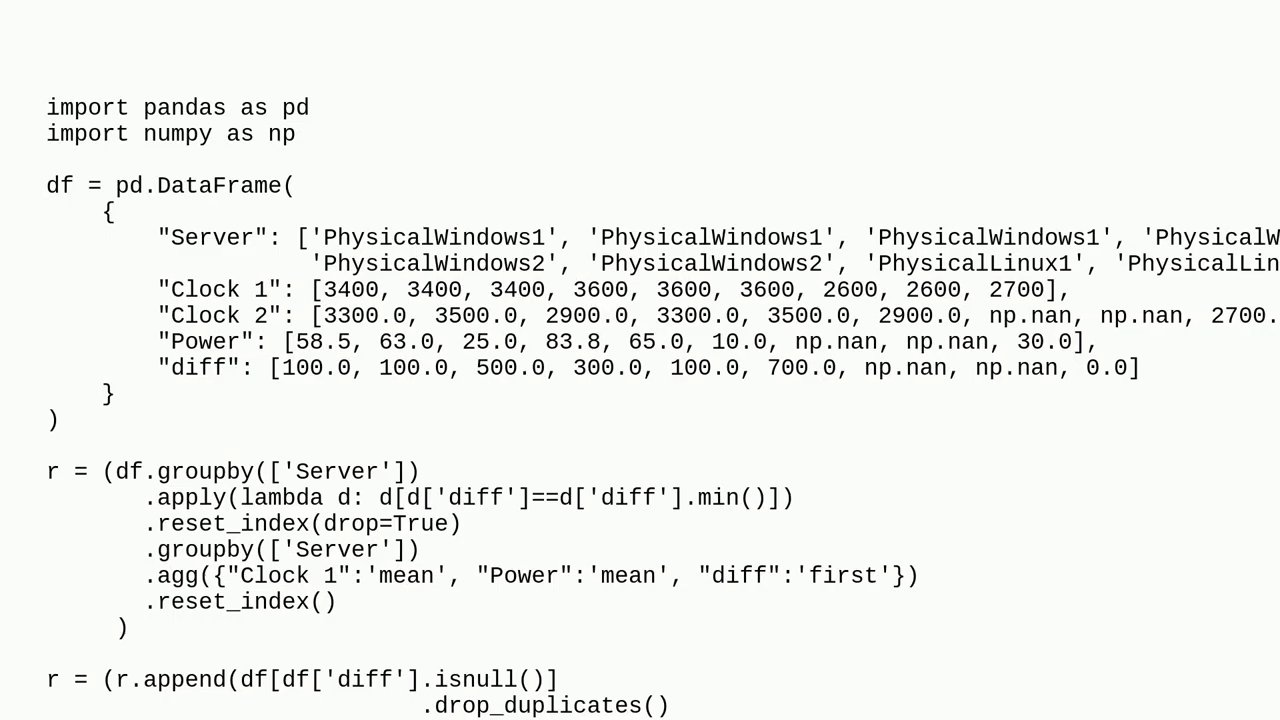 import pandas as pd
import numpy as np
df = pd.DataFrame(
    {
        "Server": ['PhysicalWindows1', 'PhysicalWindows1', 'PhysicalWindows1',
                   'PhysicalWindows2', 'PhysicalWindows2', 'PhysicalLinux1',
        "Clock 1": [3400, 3400, 3400, 3600, 3600, 3600, 2600, 2600, 2700],
        "Clock 2": [3300.0, 3500.0, 2900.0, 3300.0, 3500.0, 2900.0, np.nan, np.nan, 2700.
        "Power": [58.5, 63.0, 25.0, 83.8, 65.0, 10.0, np.nan, np.nan, 30.0],
        "diff": [100.0, 100.0, 500.0, 300.0, 100.0, 700.0, np.nan, np.nan, 0.0]
    }
)
r = (df.groupby(['Server'])
       .apply(lambda d: d[d['diff']==d['diff'].min()])
       .reset_index(drop=True)
       .groupby(['Server'])
       .agg({"Clock 1":'mean', "Power":'mean', "diff":'first'})
       .reset_index()
     )
r = (r.append(df[df['diff'].isnull()]
                           .drop_duplicates()